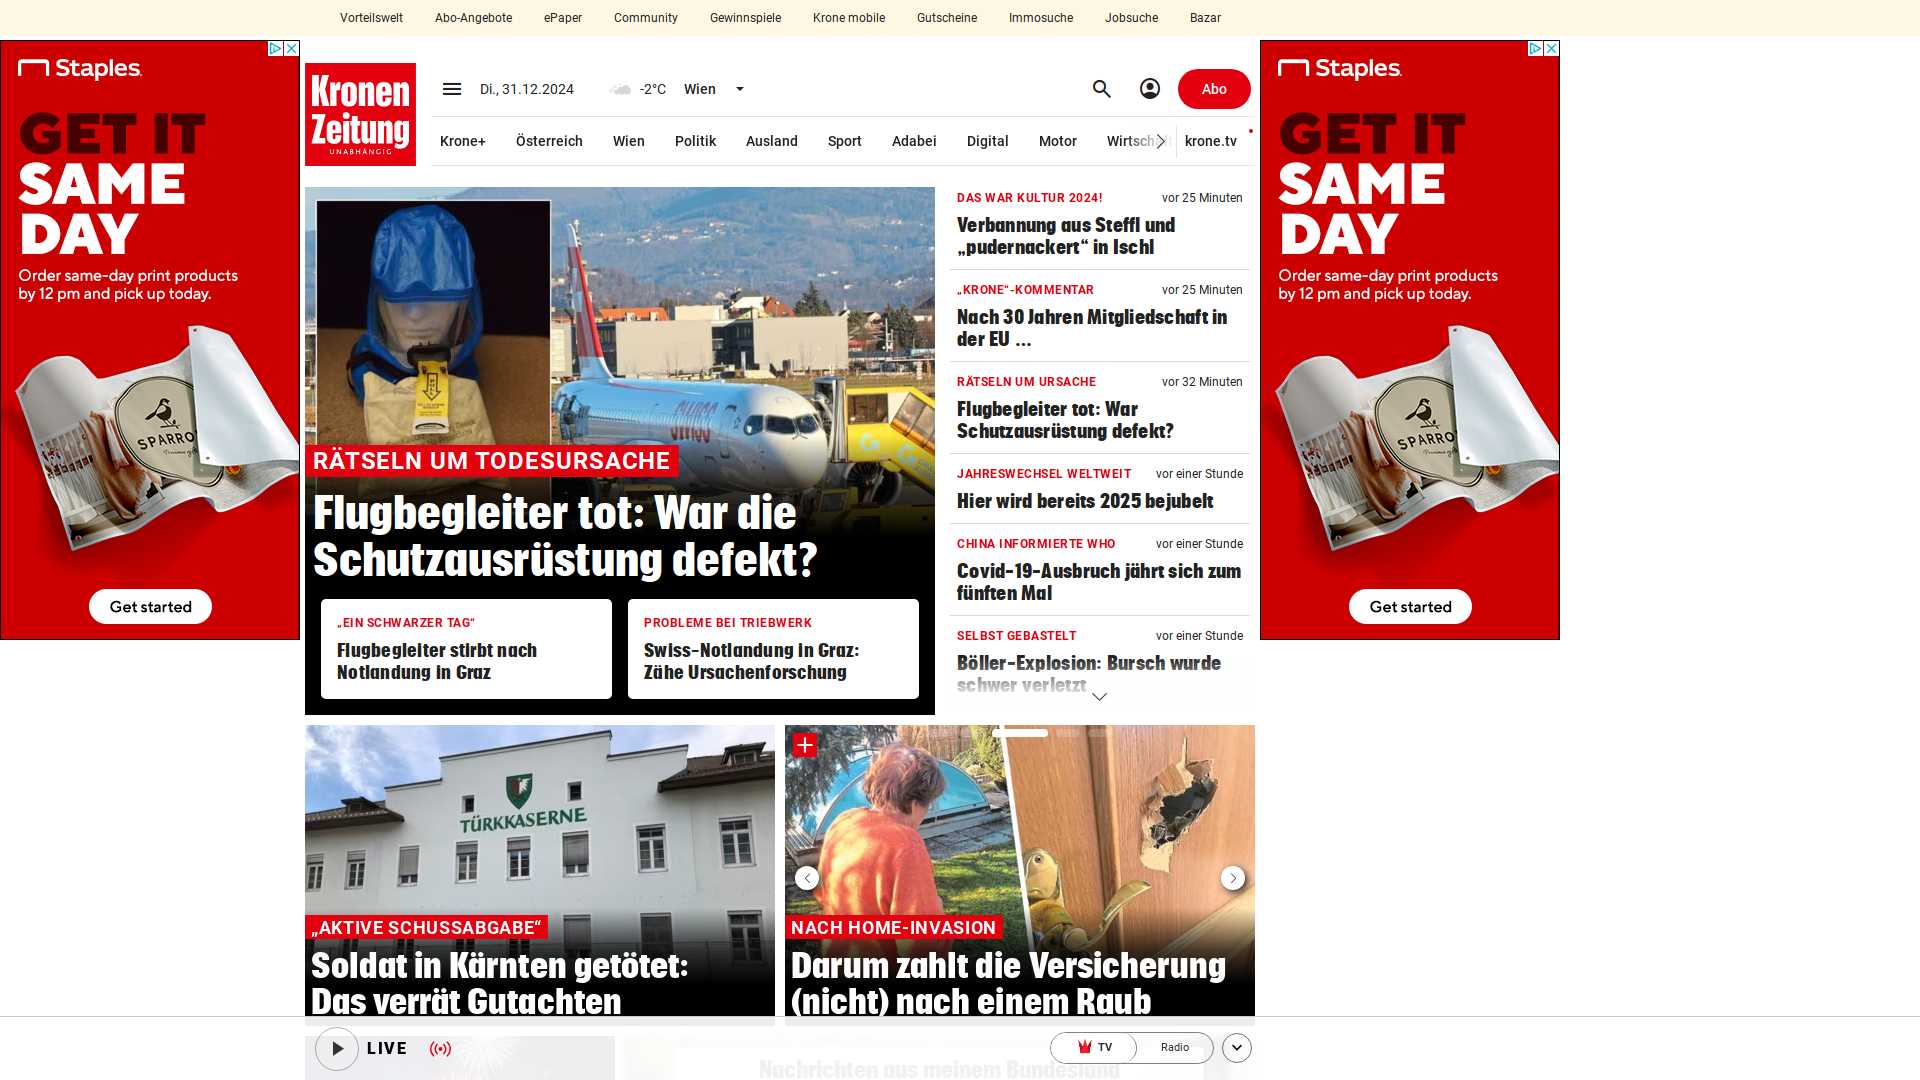 Vorteilswelt
Abo-Angebote
ePaper
Community
Gewinnspiele
Krone mobile
Gutscheine
Immosuche
Jobsuche
Bazar
Staples
GET IT
SAME
DAY
Order same-day print products
by 12 pm and pick up today.
SPARRO
Get started
Kronen
Zeitung
UNABHÄNGIG
Di., 31.12.2024
-2°C
Wien
Abo
Krone+
Österreich
Wien
Politik
Ausland
Sport
Adabei
Digital
Motor
Wirtschaft
krone.tv
RÄTSELN UM TODESURSACHE
Flugbegleiter tot: War die
Schutzausrüstung defekt?
„EIN SCHWARZER TAG“
Flugbegleiter stirbt nach
Notlandung in Graz
PROBLEME BEI TRIEBWERK
Swiss-Notlandung in Graz:
Zähe Ursachenforschung
DAS WAR KULTUR 2024!
vor 25 Minuten
Verbannung aus Steffl und
„pudernackert“ in Ischl
„KRONE“-KOMMENTAR
vor 25 Minuten
Nach 30 Jahren Mitgliedschaft in
der EU ...
RÄTSELN UM URSACHE
vor 32 Minuten
Flugbegleiter tot: War
Schutzausrüstung defekt?
JAHRESWECHSEL WELTWEIT
vor einer Stunde
Hier wird bereits 2025 bejubelt
CHINA INFORMIERTE WHO
vor einer Stunde
Covid-19-Ausbruch jährt sich zum
fünften Mal
SELBST GEBASTELT
vor einer Stunde
Böller-Explosion: Bursch wurde
schwer verletzt
Staples
GET IT
SAME
DAY
Order same-day print products
by 12 pm and pick up today.
SPARRO
Get started
TÜRKKASERNE
„AKTIVE SCHUSSABGABE“
Soldat in Kärnten getötet:
Das verrät Gutachten
NACH HOME-INVASION
Darum zahlt die Versicherung
(nicht) nach einem Raub
LIVE
TV
Radio
Nachrichten aus meinem Bundesland